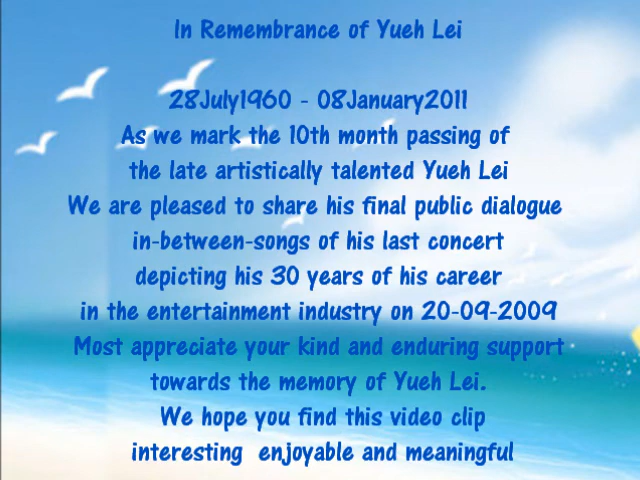 In Remembrance of Yueh Lei
28July1960 - 08January2011
As we mark the 10th month passing of
the late artistically talented Yueh Lei
We are pleased to share his final public dialogue
in-between-songs of his last concert
depicting his 30 years of his career
in the entertainment industry on 20-09-2009
Most appreciate your kind and enduring support
towards the memory of Yueh Lei.
We hope you find this video clip
interesting  enjoyable and meaningful